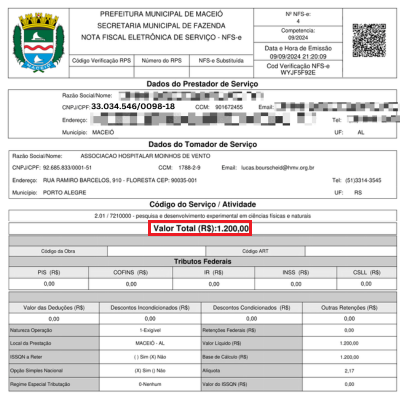 PREFEITURA MUNICIPAL DE MACEIÓ
SECRETARIA MUNICIPAL DE FAZENDA
NOTA FISCAL ELETRÔNICA DE SERVIÇO - NFS-e
Nº NFS-e:
4
Competência:
09/2024
Data e Hora de Emissão
09/09/2024 21:20:09
Cod Verificação NFS-e
WYJF5F92E
MACEIÓ
Código Verificação RPS Número do RPS NFS-e Substituída
Dados do Prestador de Serviço
Razão Social/Nome:
CNPJ/CPF: 33.034.546/0098-18 CCM: 901672455 Email:
Endereço: Tel:
Município: MACEIÓ UF: AL
Dados do Tomador de Serviço
Razão Social/Nome: ASSOCIACAO HOSPITALAR MOINHOS DE VENTO
CNPJ/CPF: 92.685.833/0001-51 CCM: 1788-2-9 Email: lucas.bourscheid@hmv.org.br
Endereço: RUA RAMIRO BARCELOS, 910 - FLORESTA CEP: 90035-001 Tel: (51)3314-3545
Município: PORTO ALEGRE UF: RS
Código do Serviço / Atividade
2.01 / 7210000 - pesquisa e desenvolvimento experimental em ciências físicas e naturais
Valor Total (R$):1.200,00
Código da Obra Código ART
Tributos Federais
PIS (R$) COFINS (R$) IR (R$) INSS (R$) CSLL (R$)
0,00 0,00 0,00 0,00 0,00
Valor das Deduções (R$) Descontos Incondicionados (R$) Descontos Condicionados (R$) Outras Retenções (R$)
0,00 0,00 0,00 0,00
Natureza Operação 1-Exigível Retenções Federais (R$) 0,00
Local da Prestação MACEIÓ - AL Valor Líquido (R$) 1.200,00
ISSQN a Reter ( ) Sim (X) Não Base de Cálculo (R$) 1.200,00
Opção Simples Nacional (X) Sim () Não Alíquota 2,17
Regime Especial Tributação 0-Nenhum Valor do ISSQN (R$) 0,00